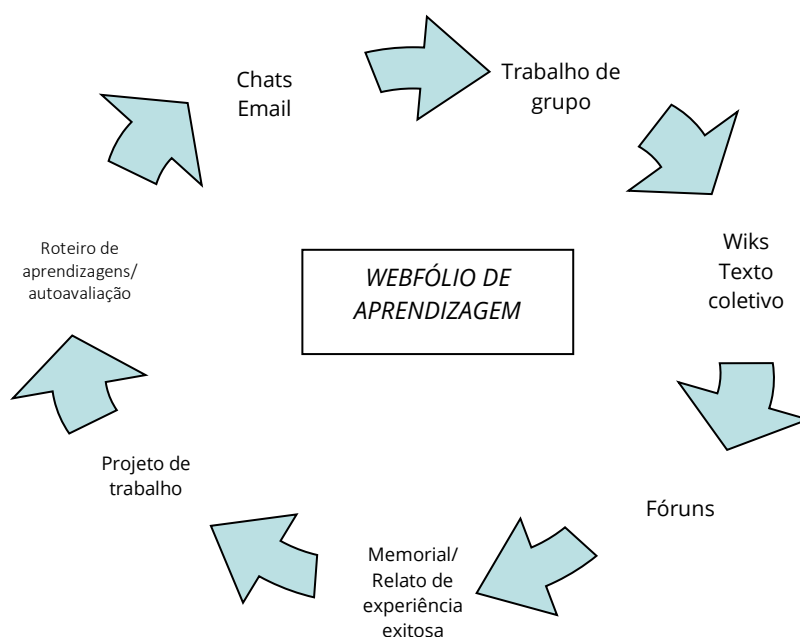 Chats
Email
Trabalho de
grupo
Wiks
Texto
coletivo
Fóruns
Memorial/
Relato de
experiência
exitosa
Projeto de
trabalho
Roteiro de
aprendizagens/
autoavaliação
WEBFÓLIO DE
APRENDIZAGEM